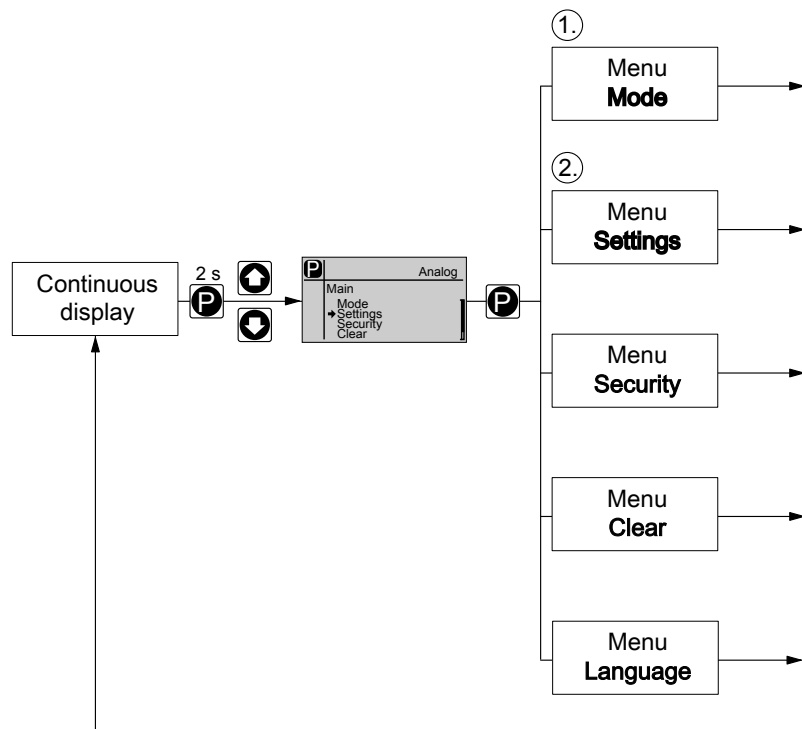 1.
Menu
Mode
2.
Menu
Settings
Continuous
display
2 s
P
P
Analog
Main
Mode
Settings
Security
Clear
P
Menu
Security
Menu
Clear
Menu
Language